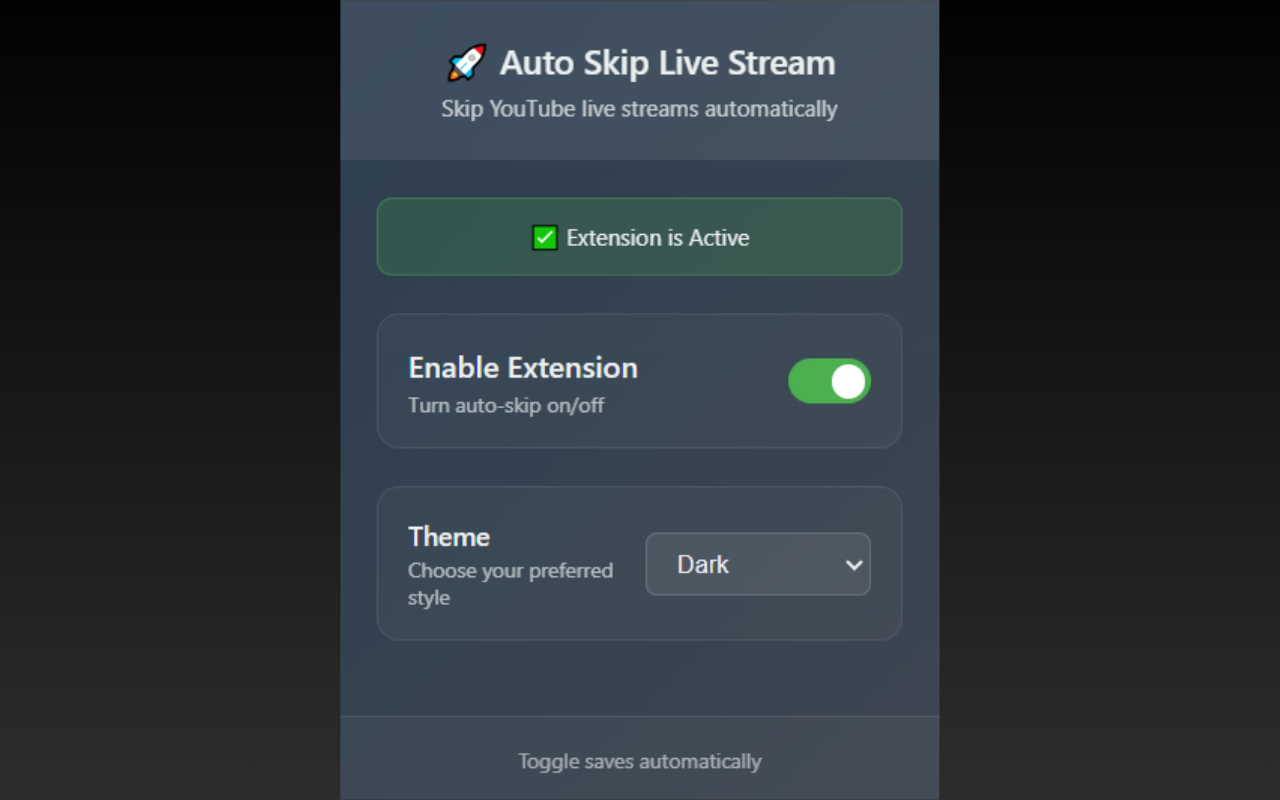 🚀 Auto Skip Live Stream
Skip YouTube live streams automatically
✅ Extension is Active
Enable Extension
Turn auto-skip on/off
Theme
Choose your preferred
style
Dark
Toggle saves automatically